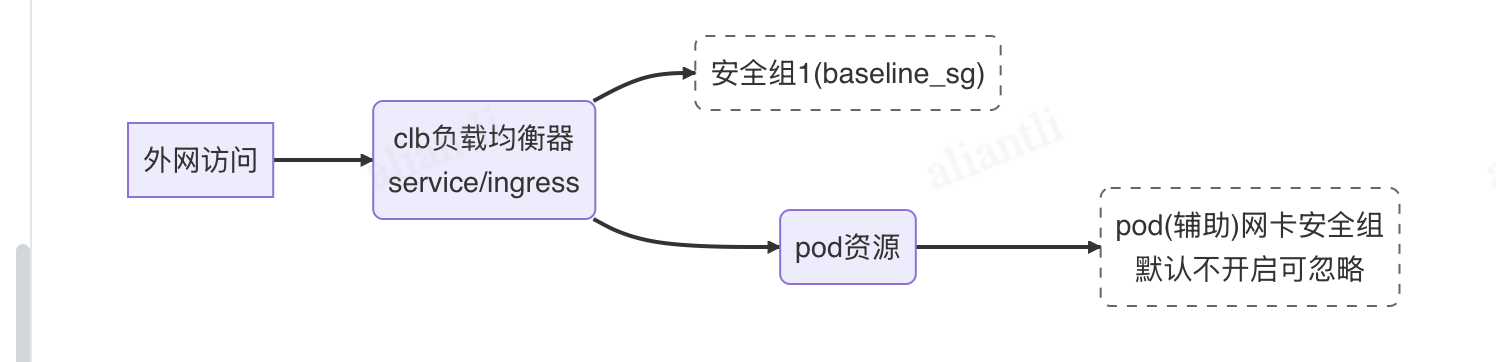 安全组1(baseline_sg)
外网访问
clb负载均衡器
service/ingress
aliantli
aliantli
pod资源
pod(辅助)网卡安全组
默认不开启可忽略